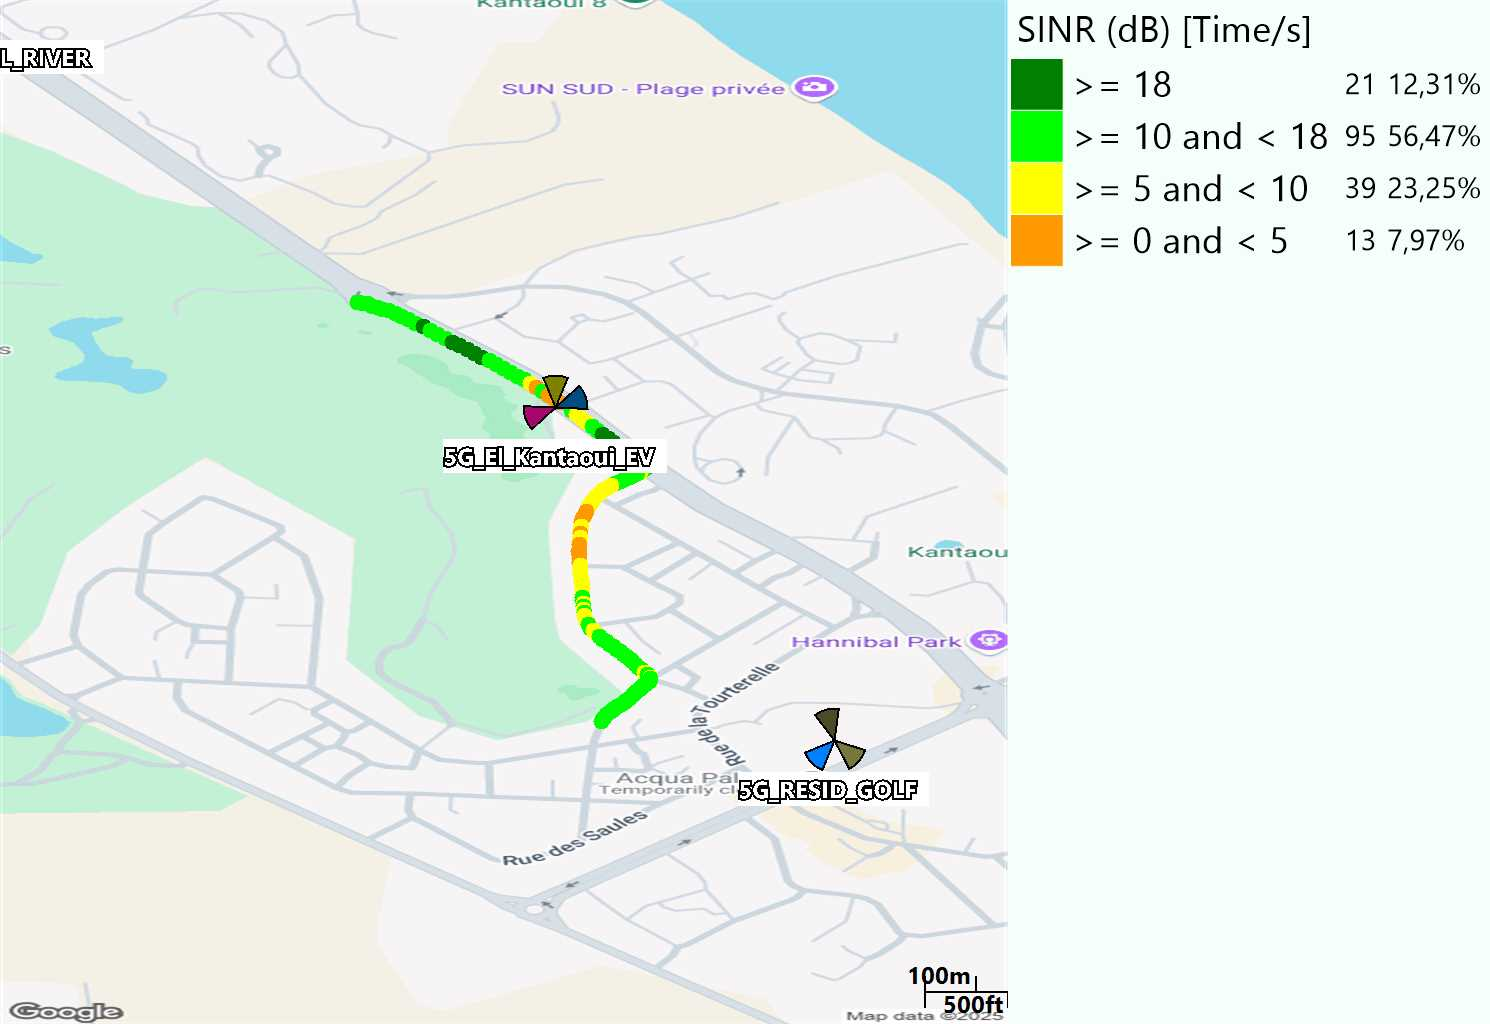 Kantaoui 8
L_RIVER
SUN SUD - Plage privée
s
5G_El_Kantaoui_EV
Kantaou
Hannibal Park
Rue de la Tourterelle
Acqua Pal
Temporarily cl
5G_RESID_GOLF
Rue des Saules
100m
500ft
Google
Map data ©2025
SINR (dB) [Time/s]
>= 18 21 12,31%
>= 10 and < 18 95 56,47%
>= 5 and < 10 39 23,25%
>= 0 and < 5 13 7,97%